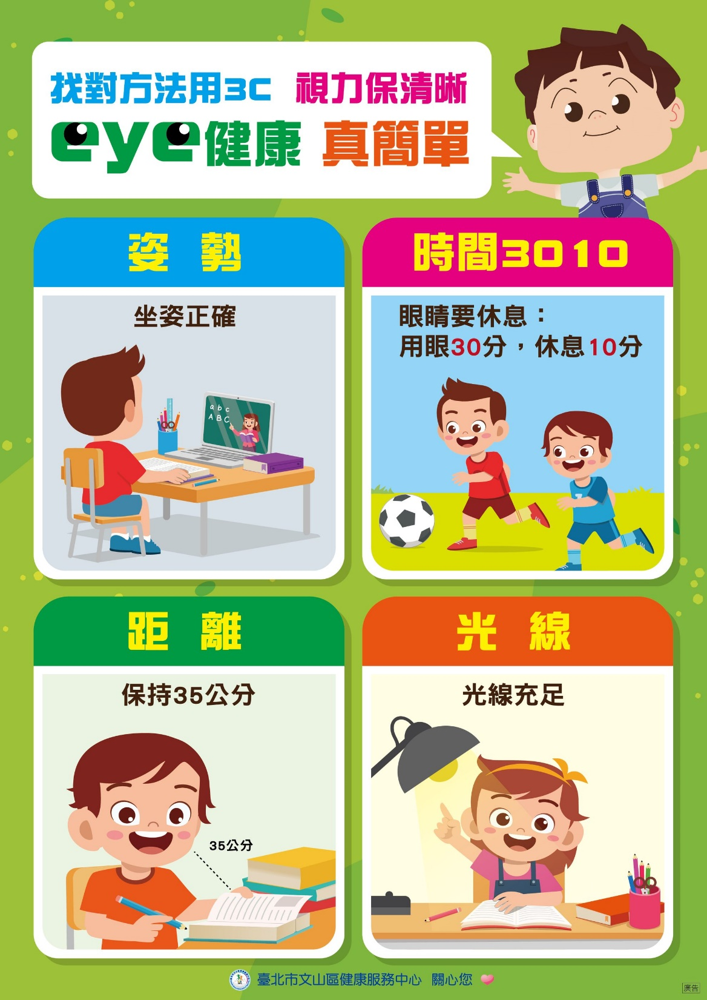 找對方法用3C 視力保清晰
eye健康 真簡單
姿勢
坐姿正確
a b c
A B C
時間3010
眼睛要休息：
用眼30分，休息10分
距離
保持35公分
35公分
光線
光線充足
臺北市文山區健康服務中心 關心您
廣告